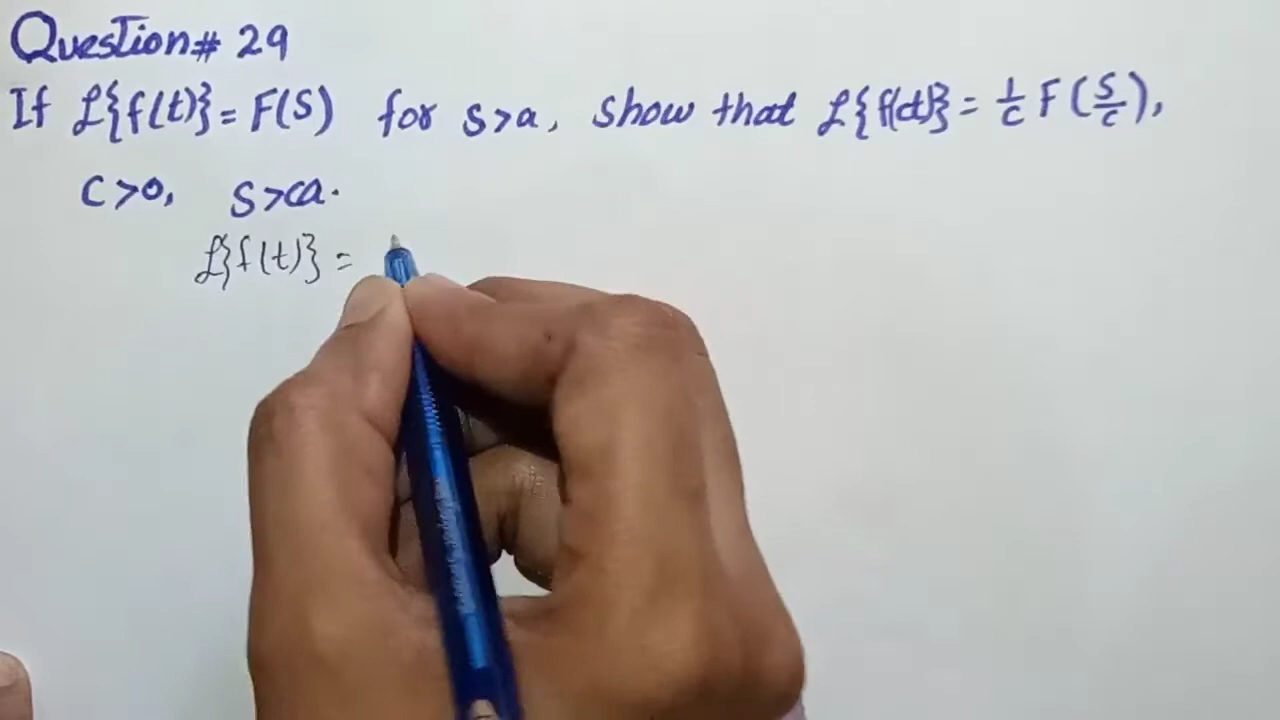 Question# 29
If ℒ{f(t)} = F(S) for s>a, show that ℒ{f(ct)} = 1/c F(S/c),
C>0, S>ca.
ℒ{f(t)} =